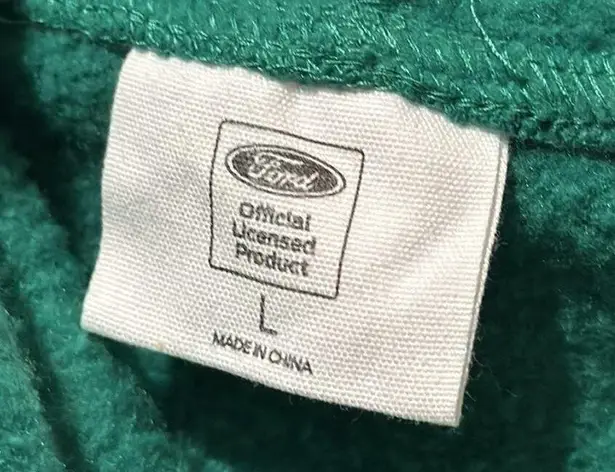 Ford
Official
Licensed
Product
L
MADE IN CHINA